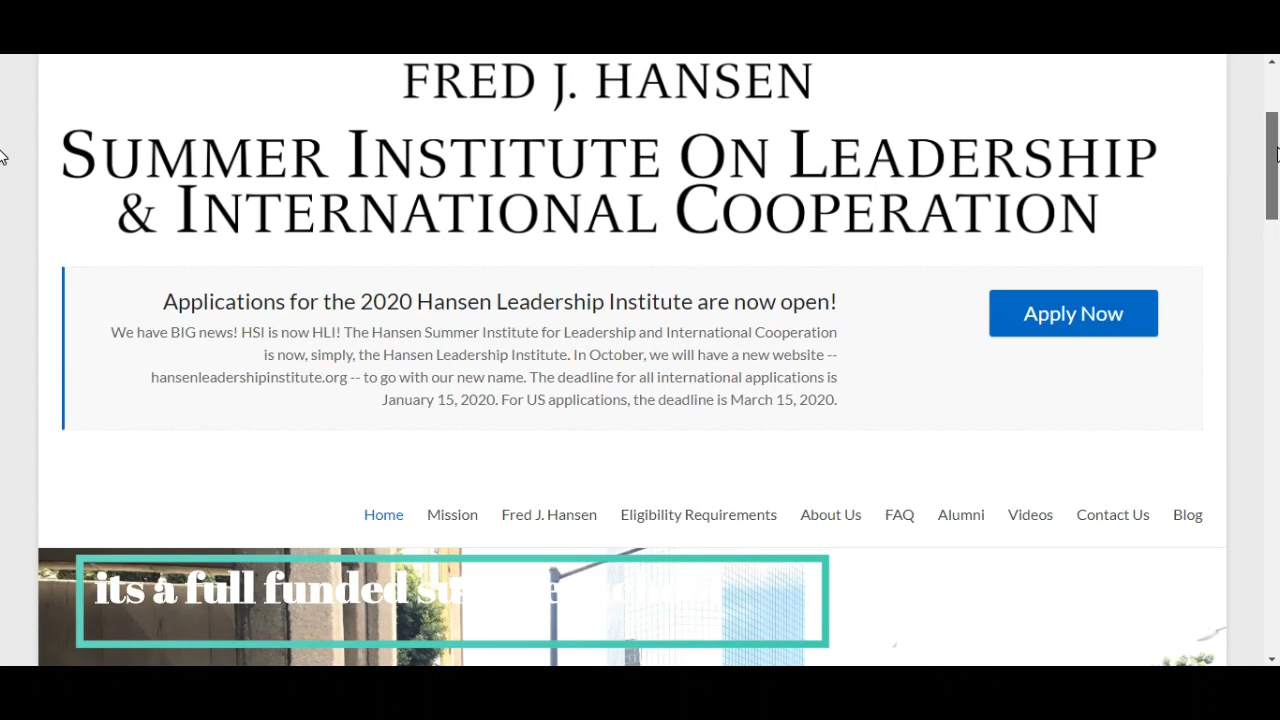 FRED J. HANSEN
SUMMER INSTITUTE ON LEADERSHIP
& INTERNATIONAL COOPERATION
Applications for the 2020 Hansen Leadership Institute are now open!
We have BIG news! HSI is now HLI! The Hansen Summer Institute for Leadership and International Cooperation
is now, simply, the Hansen Leadership Institute. In October, we will have a new website --
hansenleadershipinstitute.org -- to go with our new name. The deadline for all international applications is
January 15, 2020. For US applications, the deadline is March 15, 2020.
Apply Now
Home Mission Fred J. Hansen Eligibility Requirements About Us FAQ Alumni Videos Contact Us Blog
its a full funded